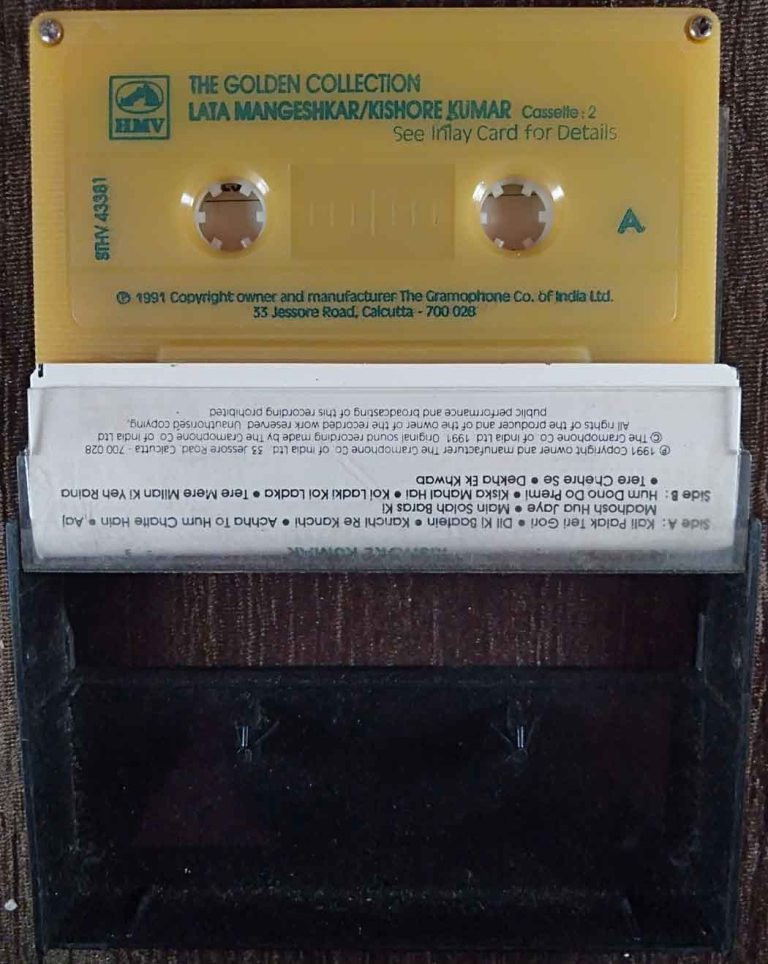 THE GOLDEN COLLECTION
HMV LATA MANGESHKAR/KISHORE KUMAR Cassette : 2
See Inlay Card for Details
STHV 43381
A
℗ 1991 Copyright owner and manufacturer The Gramophone Co. of India Ltd.
33 Jessore Road, Calcutta - 700 028
KISHORE KUMAR
Side A : Kali Palak Teri Gori • Dil Ki Baatein • Kanchi Re Kanchi • Achha To Hum Chalte Hain • Aaj
Madhosh Hua Jaye • Main Solah Baras Ki
Side B : Hum Dono Do Premi • Kiska Mahal Hai • Koi Ladka Koi Ladki • Tere Mere Milan Ki Yeh Raina
• Tere Chehre Se • Dekha Ek Khwab
℗ 1991 Copyright owner and manufacturer The Gramophone Co. of India Ltd. 33 Jessore Road, Calcutta - 700 028
© The Gramophone Co. of India Ltd 1991 Original sound recording made by The Gramophone Co. of India Ltd
All rights of the producer and of the owner of the recorded work reserved. Unauthorised copying,
public performance and broadcasting of this recording prohibited